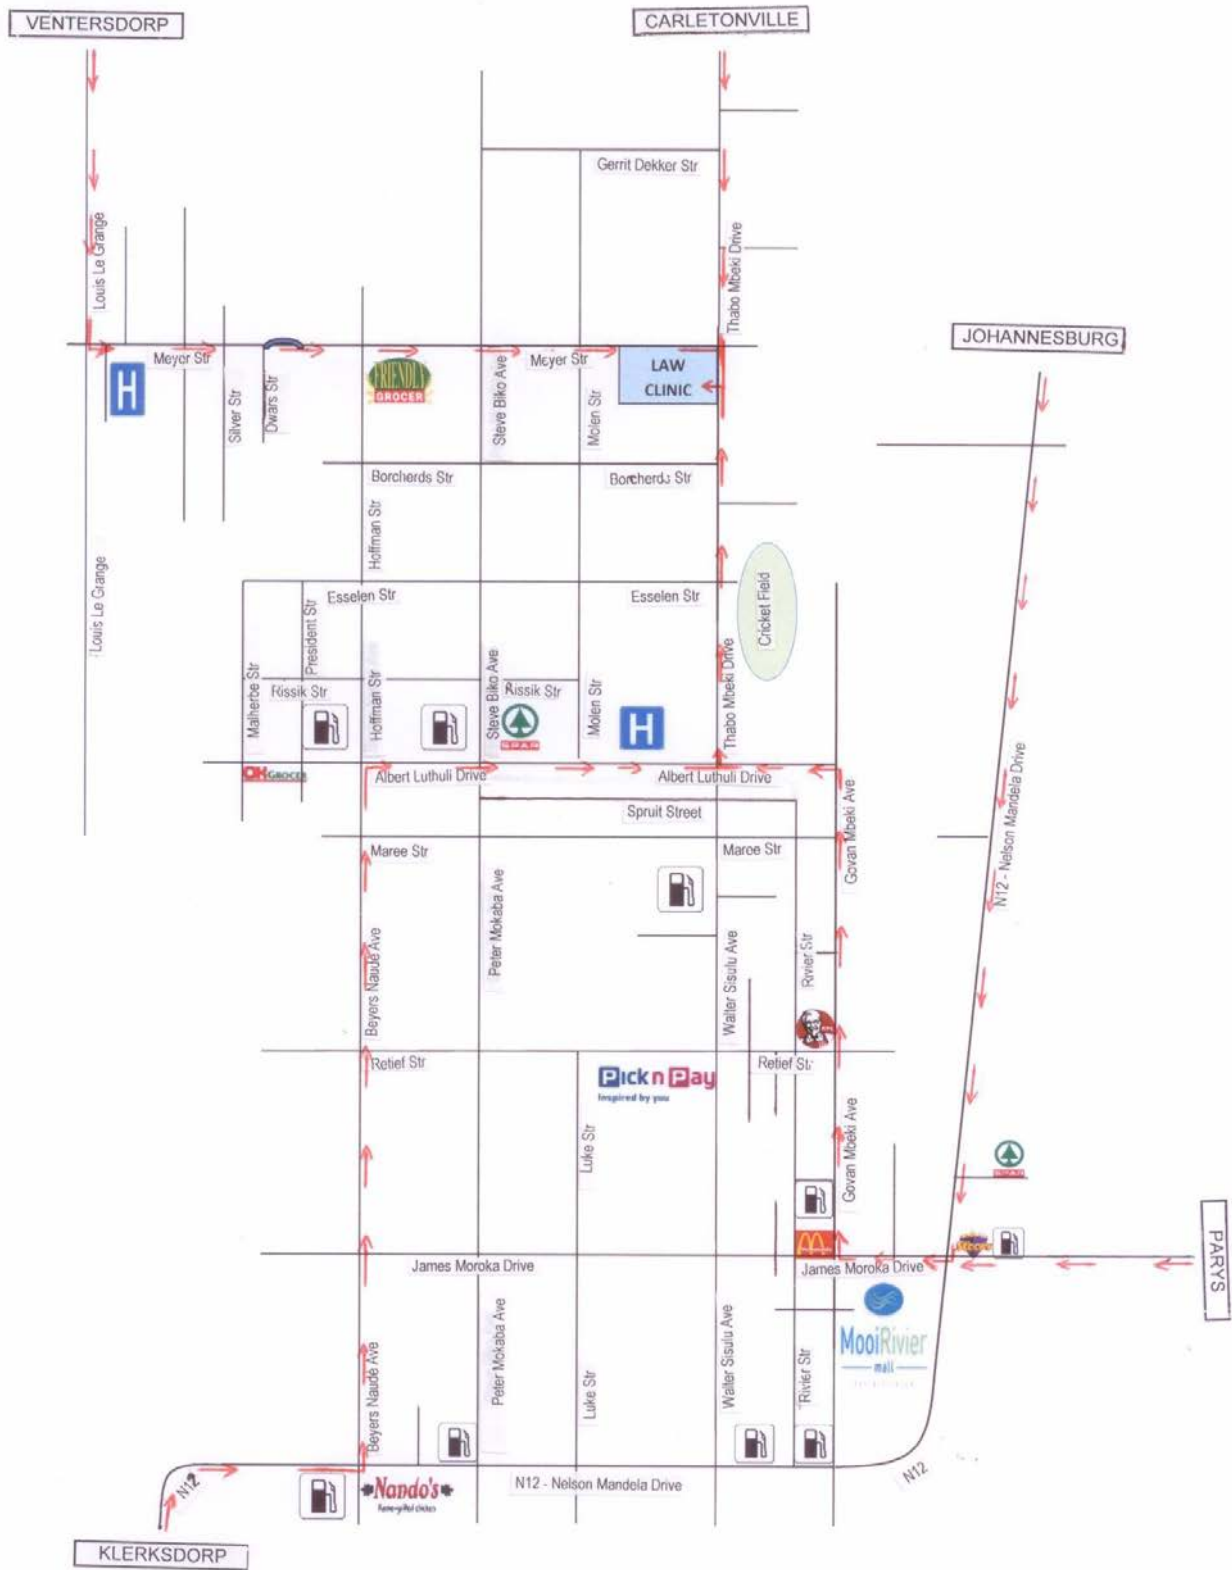 VENTERSDORP
CARLETONVILLE
Gerrit Dekker Str
Louis Le Grange
Thabo Mbeki Drive
JOHANNESBURG
Meyer Str
Meyer Str
LAW
CLINIC
H
FRIENDLY
GROCER
Silver Str
Dwars Str
Steve Biko Ave
Molen Str
Borcherds Str
Borcherds Str
Hoffman Str
Louis Le Grange
Esselen Str
Esselen Str
Cricket Field
President Str
Malherbe Str
Rissik Str
Hoffman Str
Steve Biko Ave
Rissik Str
SPAR
Molen Str
H
Thabo Mbeki Drive
OK GROCER
Albert Luthuli Drive
Albert Luthuli Drive
Spruit Street
Govan Mbeki Ave
N12 - Nelson Mandela Drive
Maree Str
Maree Str
Beyers Naude Ave
Peter Mokaba Ave
Walter Sisulu Ave
Rivier Str
KFC
Retief Str
Retief Str
Pick n Pay
Inspired by you
Luke Str
Govan Mbeki Ave
SPAR
PARYS
James Moroka Drive
James Moroka Drive
MooiRivier
mall
Beyers Naude Ave
Peter Mokaba Ave
Luke Str
Walter Sisulu Ave
Rivier Str
N12
Nando's
N12 - Nelson Mandela Drive
N12
KLERKSDORP